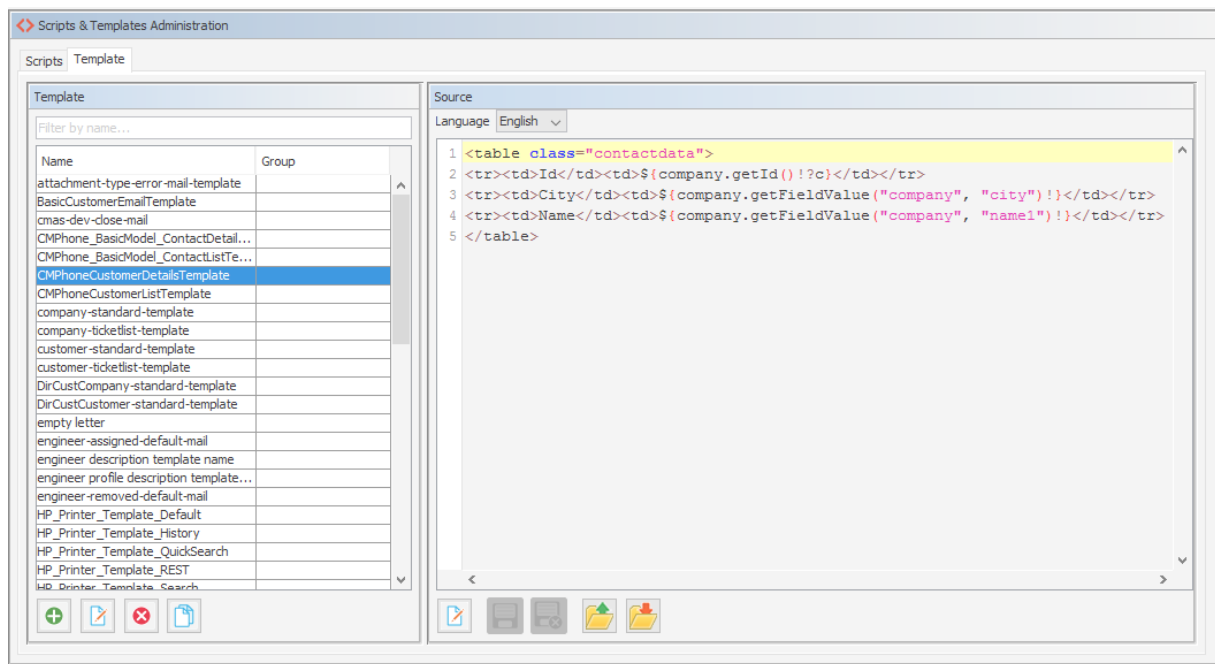 Scripts & Templates Administration
Scripts Template
Template
Filter by name...
Name Group
attachment-type-error-mail-template
BasicCustomerEmailTemplate
cmas-dev-close-mail
CMPhone_BasicModel_ContactDetail...
CMPhone_BasicModel_ContactListTe...
CMPhoneCustomerDetailsTemplate
CMPhoneCustomerListTemplate
company-standard-template
company-ticketlist-template
customer-standard-template
customer-ticketlist-template
DirCustCompany-standard-template
DirCustCustomer-standard-template
empty letter
engineer-assigned-default-mail
engineer description template name
engineer profile description template...
engineer-removed-default-mail
HP_Printer_Template_Default
HP_Printer_Template_History
HP_Printer_Template_QuickSearch
HP_Printer_Template_REST
HP_Printer_Template_Search
Source
Language English
1 <table class="contactdata">
2 <tr><td>Id</td><td>${company.getId()!?c}</td></tr>
3 <tr><td>City</td><td>${company.getFieldValue("company", "city")!}</td></tr>
4 <tr><td>Name</td><td>${company.getFieldValue("company", "name1")!}</td></tr>
5 </table>